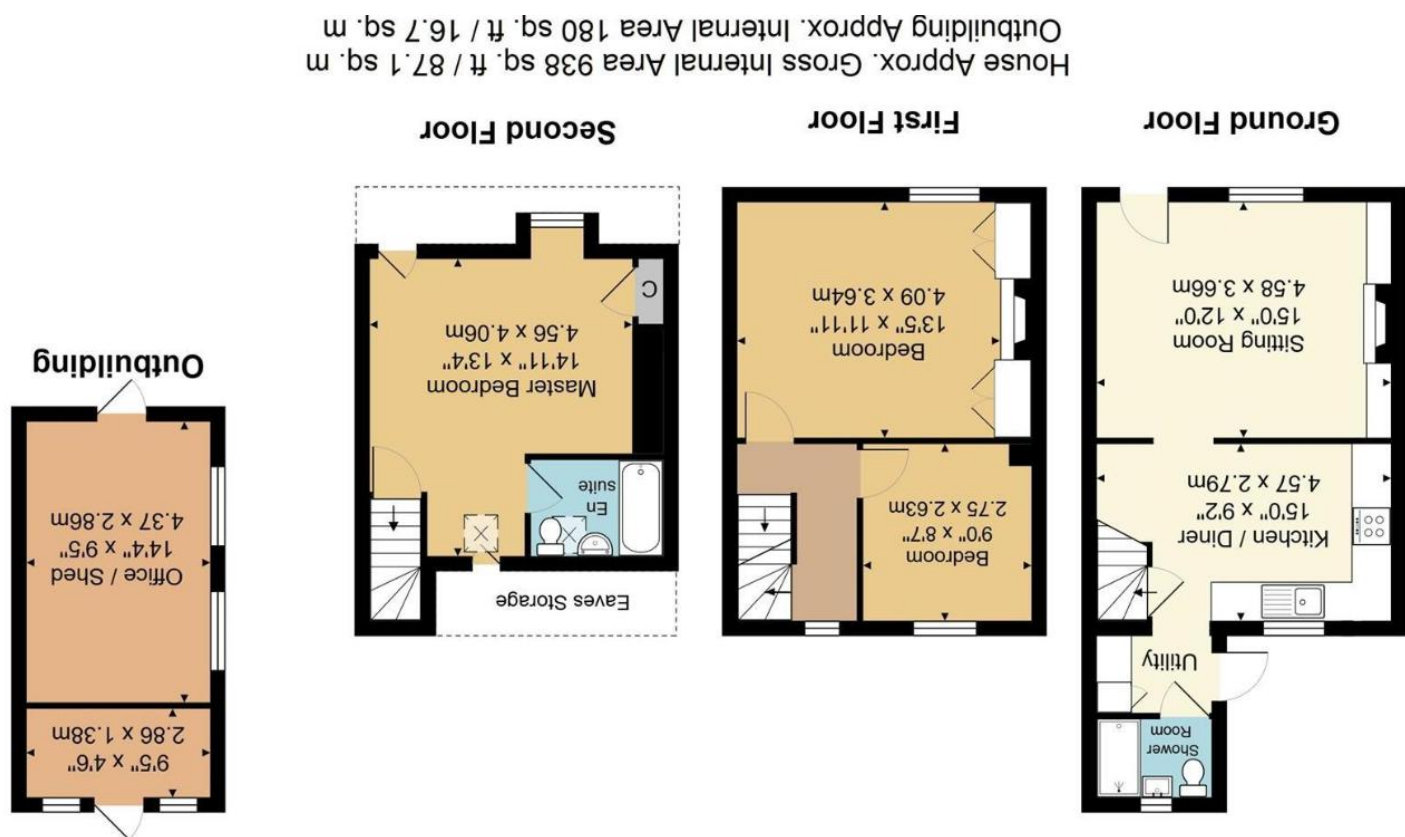 Outbuilding
Office / Shed
14'4" x 9'5"
4.37 x 2.86m
9'5" x 4'6"
2.86 x 1.38m
Second Floor
Master Bedroom
14'11" x 13'4"
4.56 x 4.06m
C
En
suite
Eaves Storage
First Floor
Bedroom
13'5" x 11'11"
4.09 x 3.64m
Bedroom
9'0" x 8'7"
2.75 x 2.63m
Ground Floor
Sitting Room
15'0" x 12'0"
4.58 x 3.66m
Kitchen / Diner
15'0" x 9'2"
4.57 x 2.79m
Utility
Shower
Room
House Approx. Gross Internal Area 938 sq. ft / 87.1 sq. m
Outbuilding Approx. Internal Area 180 sq. ft / 16.7 sq. m